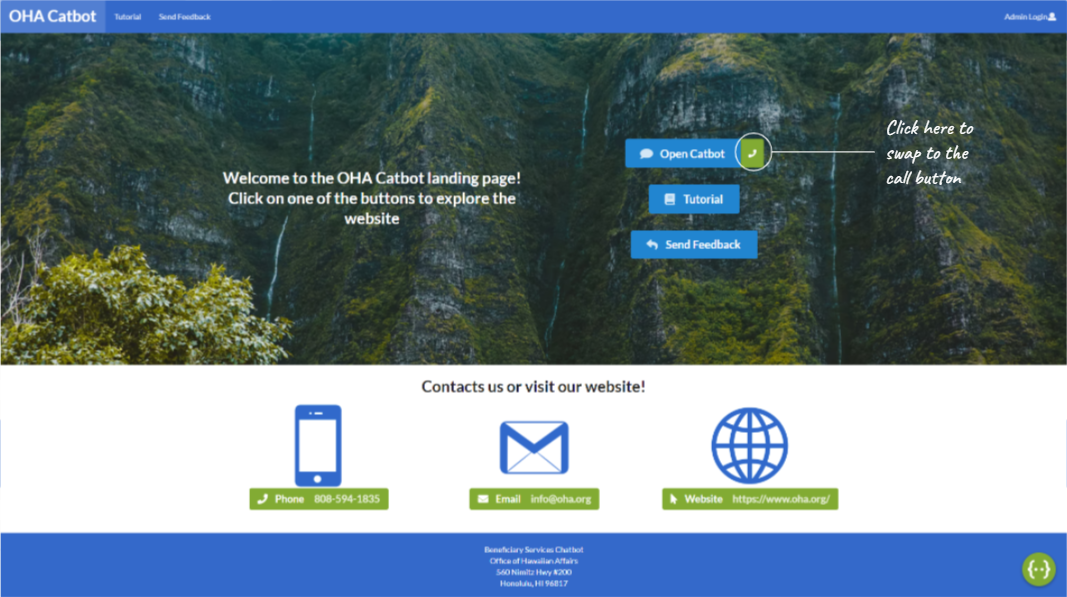 OHA Catbot
Tutorial
Send Feedback
Admin Login
Welcome to the OHA Catbot landing page!
Click on one of the buttons to explore the
website
Open Catbot
Tutorial
Send Feedback
Click here to
swap to the
call button
Contacts us or visit our website!
Phone 808-594-1835
Email info@oha.org
Website https://www.oha.org/
Beneficiary Services Chatbot
Office of Hawaiian Affairs
560 Nimitz Hwy #200
Honolulu, HI 96817
{··}